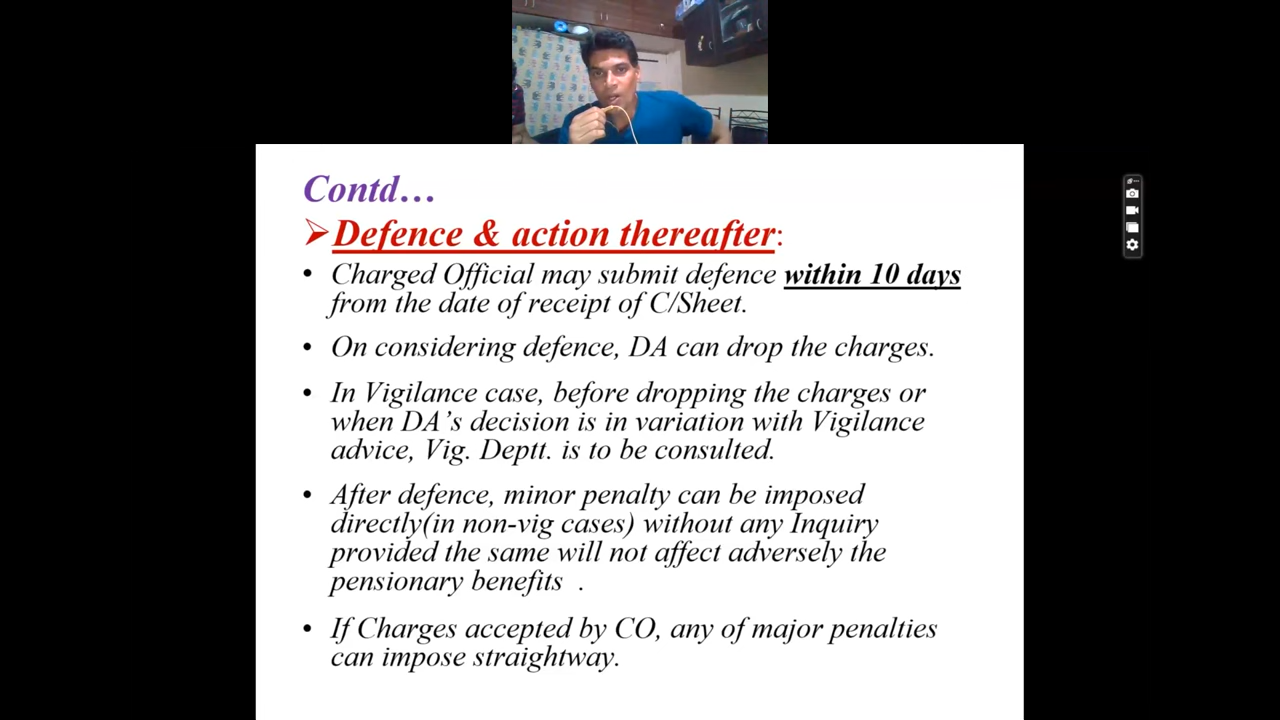 Contd…
➢Defence & action thereafter:
• Charged Official may submit defence within 10 days
from the date of receipt of C/Sheet.
• On considering defence, DA can drop the charges.
• In Vigilance case, before dropping the charges or
when DA’s decision is in variation with Vigilance
advice, Vig. Deptt. is to be consulted.
• After defence, minor penalty can be imposed
directly(in non-vig cases) without any Inquiry
provided the same will not affect adversely the
pensionary benefits .
• If Charges accepted by CO, any of major penalties
can impose straightway.